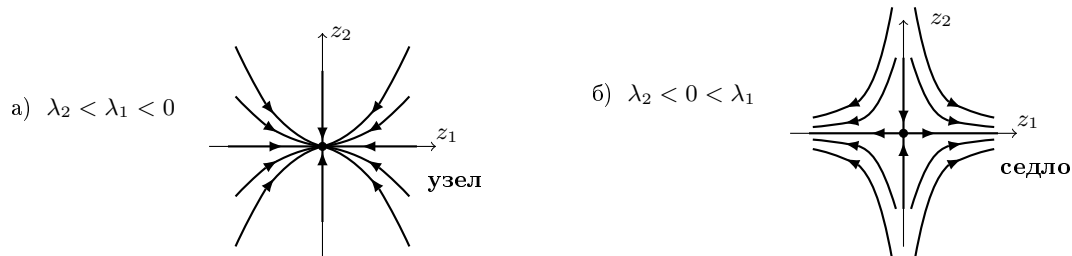 а) λ₂ < λ₁ < 0
z₂
z₁
узел
б) λ₂ < 0 < λ₁
z₂
z₁
седло